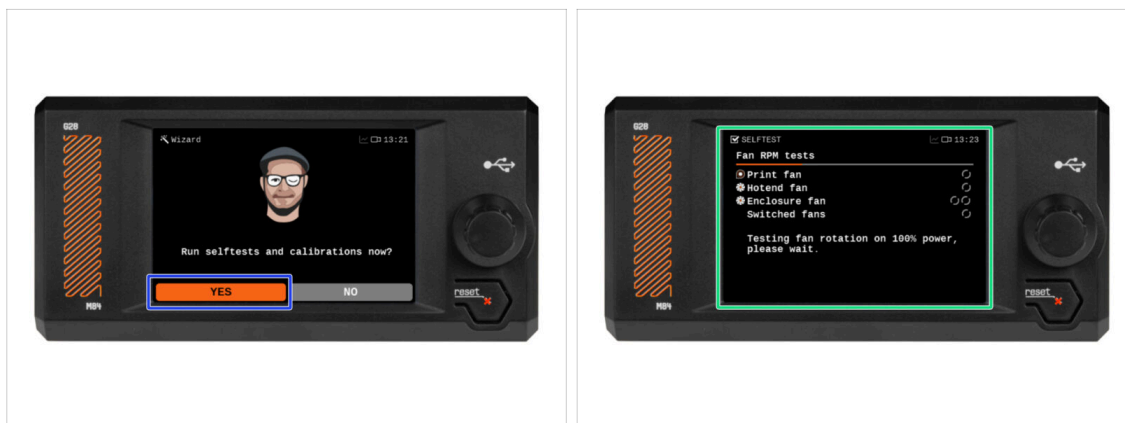 G28
Wizard
13:21
Run selftests and calibrations now?
YES
NO
M84
reset
G28
SELFTEST
13:23
Fan RPM tests
Print fan
Hotend fan
Enclosure fan
Switched fans
Testing fan rotation on 100% power,
please wait.
M84
reset